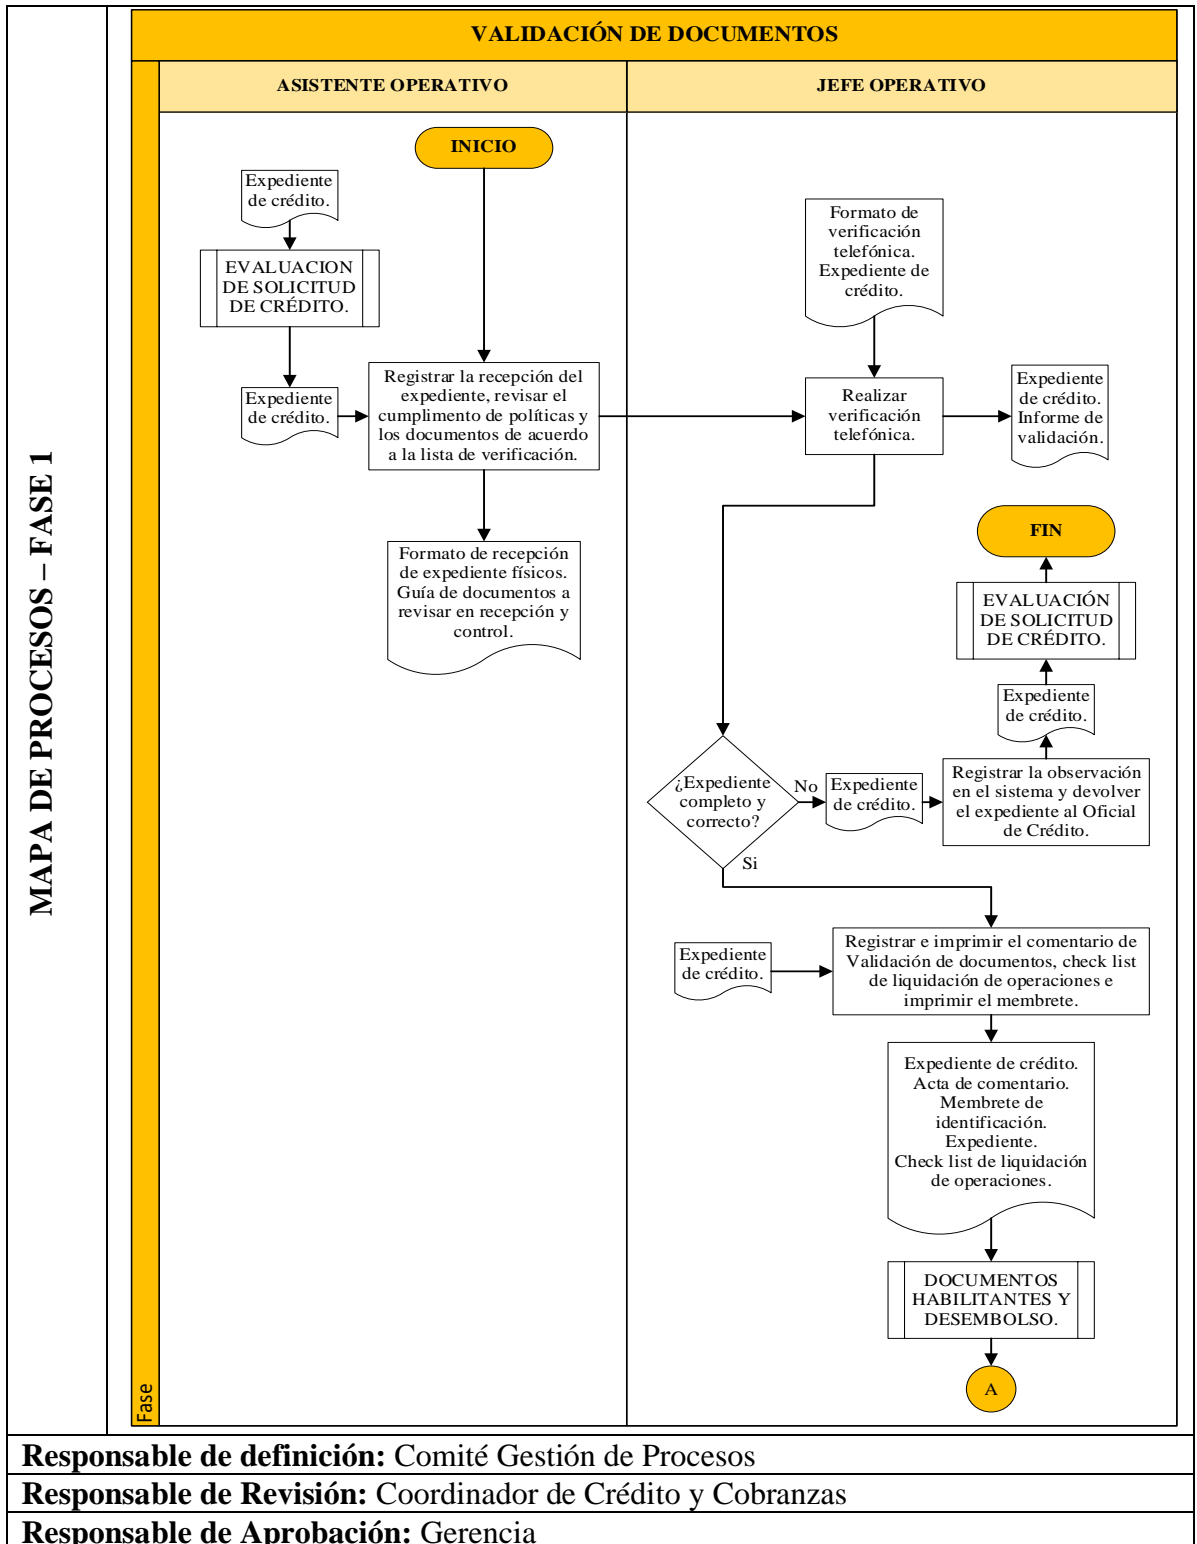 MAPA DE PROCESOS – FASE 1
VALIDACIÓN DE DOCUMENTOS
Fase
ASISTENTE OPERATIVO
JEFE OPERATIVO
INICIO
Expediente
de crédito.
EVALUACION
DE SOLICITUD
DE CRÉDITO.
Expediente
de crédito.
Registrar la recepción del
expediente, revisar el
cumplimento de políticas y
los documentos de acuerdo
a la lista de verificación.
Formato de recepción
de expediente físicos.
Guía de documentos a
revisar en recepción y
control.
Formato de
verificación
telefónica.
Expediente de
crédito.
Realizar
verificación
telefónica.
Expediente
de crédito.
Informe de
validación.
FIN
EVALUACIÓN
DE SOLICITUD
DE CRÉDITO.
Expediente
de crédito.
¿Expediente
completo y
correcto?
No
Expediente
de crédito.
Registrar la observación
en el sistema y devolver
el expediente al Oficial
de Crédito.
Si
Expediente
de crédito.
Registrar e imprimir el comentario de
Validación de documentos, check list
de liquidación de operaciones e
imprimir el membrete.
Expediente de crédito.
Acta de comentario.
Membrete de
identificación.
Expediente.
Check list de liquidación
de operaciones.
DOCUMENTOS
HABILITANTES Y
DESEMBOLSO.
A
Responsable de definición: Comité Gestión de Procesos
Responsable de Revisión: Coordinador de Crédito y Cobranzas
Responsable de Aprobación: Gerencia